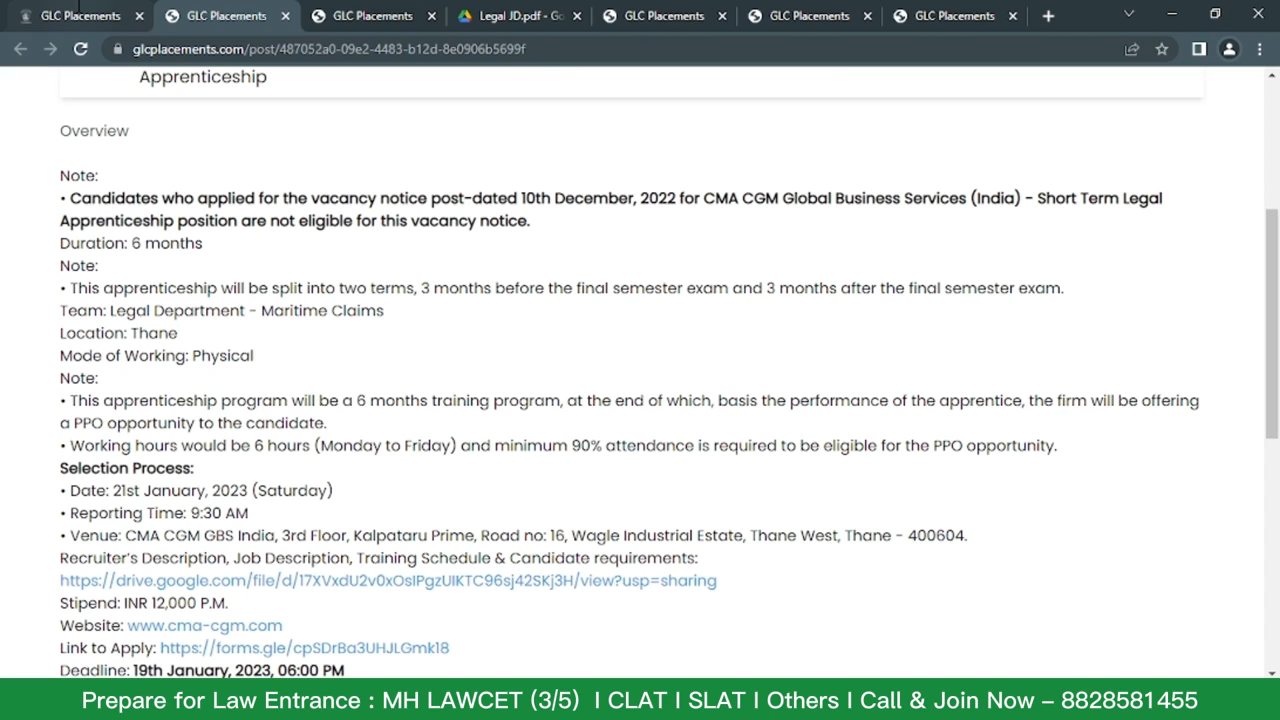 GLC Placements
GLC Placements
GLC Placements
Legal JD.pdf - Go
GLC Placements
GLC Placements
GLC Placements
glcplacements.com/post/487052a0-09e2-4483-b12d-8e0906b5699f
Apprenticeship
Overview
Note:
• Candidates who applied for the vacancy notice post-dated 10th December, 2022 for CMA CGM Global Business Services (India) - Short Term Legal
Apprenticeship position are not eligible for this vacancy notice.
Duration: 6 months
Note:
• This apprenticeship will be split into two terms, 3 months before the final semester exam and 3 months after the final semester exam.
Team: Legal Department - Maritime Claims
Location: Thane
Mode of Working: Physical
Note:
• This apprenticeship program will be a 6 months training program, at the end of which, basis the performance of the apprentice, the firm will be offering
a PPO opportunity to the candidate.
• Working hours would be 6 hours (Monday to Friday) and minimum 90% attendance is required to be eligible for the PPO opportunity.
Selection Process:
• Date: 21st January, 2023 (Saturday)
• Reporting Time: 9:30 AM
• Venue: CMA CGM GBS India, 3rd Floor, Kalpataru Prime, Road no: 16, Wagle Industrial Estate, Thane West, Thane - 400604.
Recruiter's Description, Job Description, Training Schedule & Candidate requirements:
https://drive.google.com/file/d/17XVxdU2v0xOsIPgzUIKTC96sj42SKj3H/view?usp=sharing
Stipend: INR 12,000 P.M.
Website: www.cma-cgm.com
Link to Apply: https://forms.gle/cpSDrBa3UHJLGmk18
Deadline: 19th January, 2023, 06:00 PM
Prepare for Law Entrance : MH LAWCET (3/5) I CLAT I SLAT I Others I Call & Join Now – 8828581455